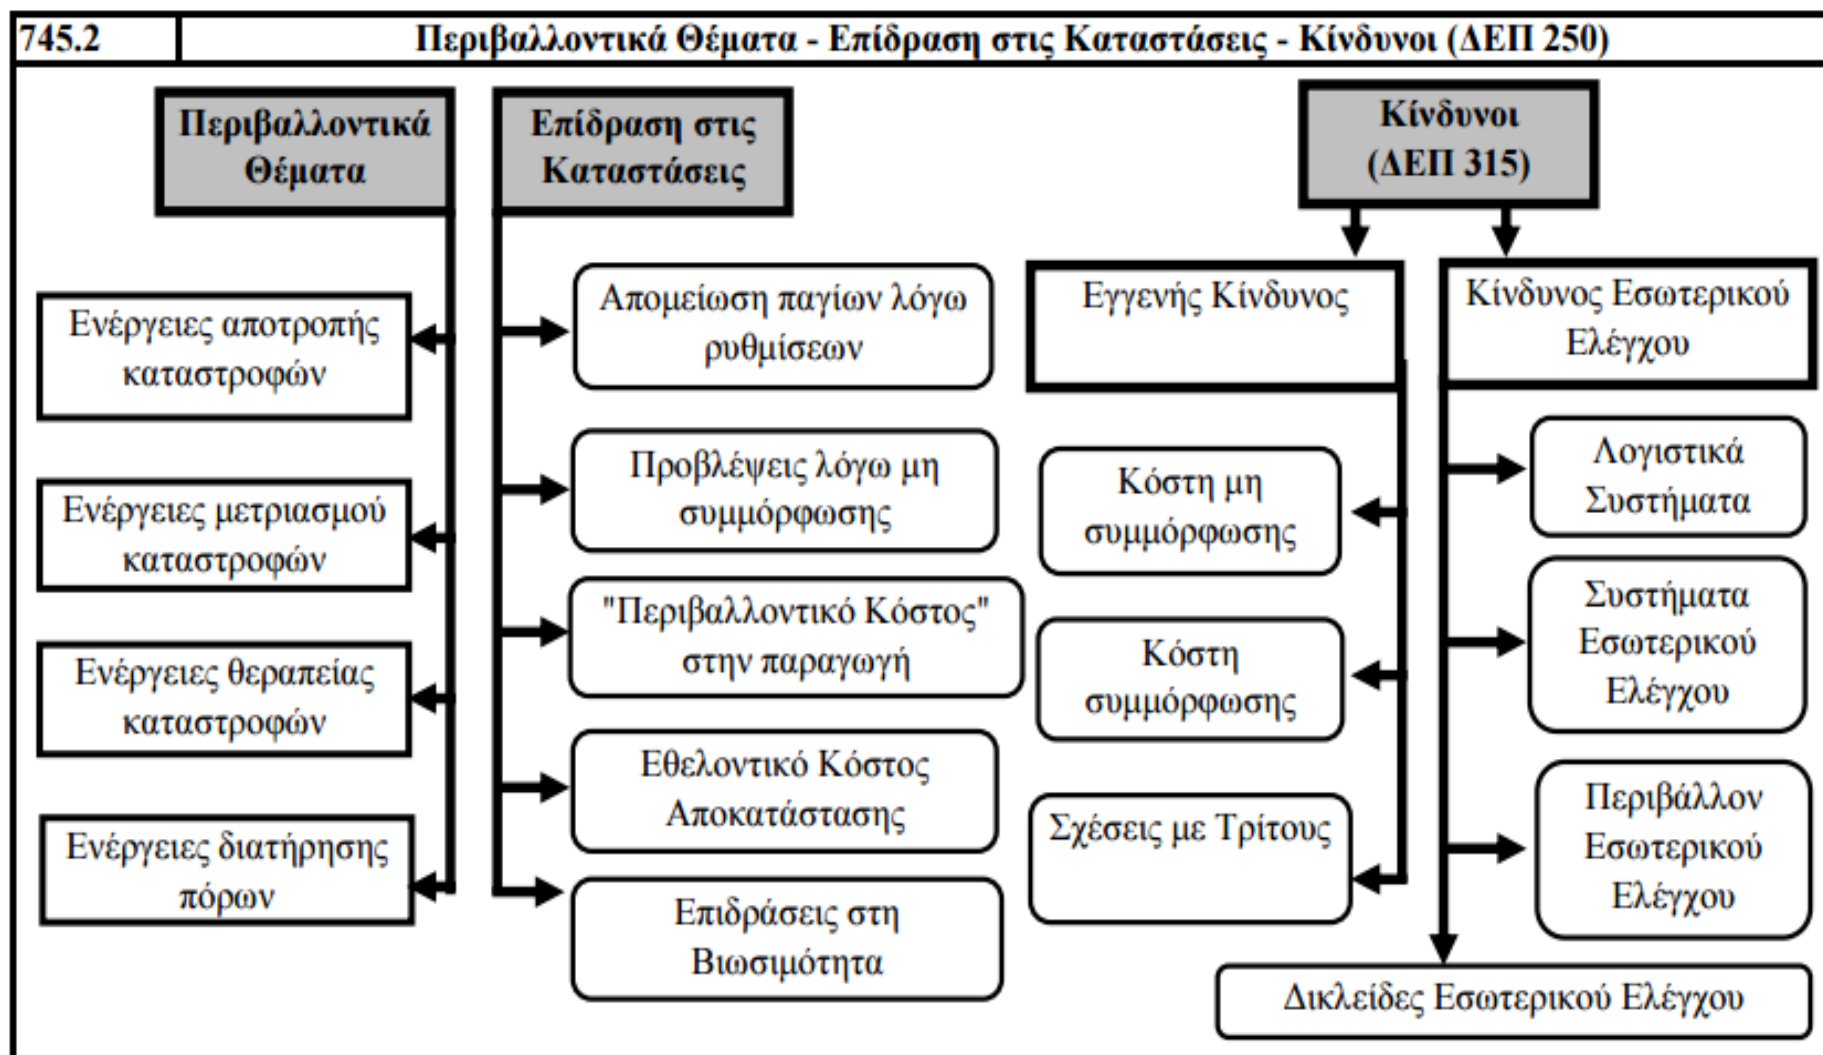 745.2
Περιβαλλοντικά Θέματα - Επίδραση στις Καταστάσεις - Κίνδυνοι (ΔΕΠ 250)
Περιβαλλοντικά
Θέματα
Ενέργειες αποτροπής
καταστροφών
Ενέργειες μετριασμού
καταστροφών
Ενέργειες θεραπείας
καταστροφών
Ενέργειες διατήρησης
πόρων
Επίδραση στις
Καταστάσεις
Απομείωση παγίων λόγω
ρυθμίσεων
Προβλέψεις λόγω μη
συμμόρφωσης
"Περιβαλλοντικό Κόστος"
στην παραγωγή
Εθελοντικό Κόστος
Αποκατάστασης
Επιδράσεις στη
Βιωσιμότητα
Κίνδυνοι
(ΔΕΠ 315)
Εγγενής Κίνδυνος
Κόστη μη
συμμόρφωσης
Κόστη
συμμόρφωσης
Σχέσεις με Τρίτους
Κίνδυνος Εσωτερικού
Ελέγχου
Λογιστικά
Συστήματα
Συστήματα
Εσωτερικού
Ελέγχου
Περιβάλλον
Εσωτερικού
Ελέγχου
Δικλείδες Εσωτερικού Ελέγχου